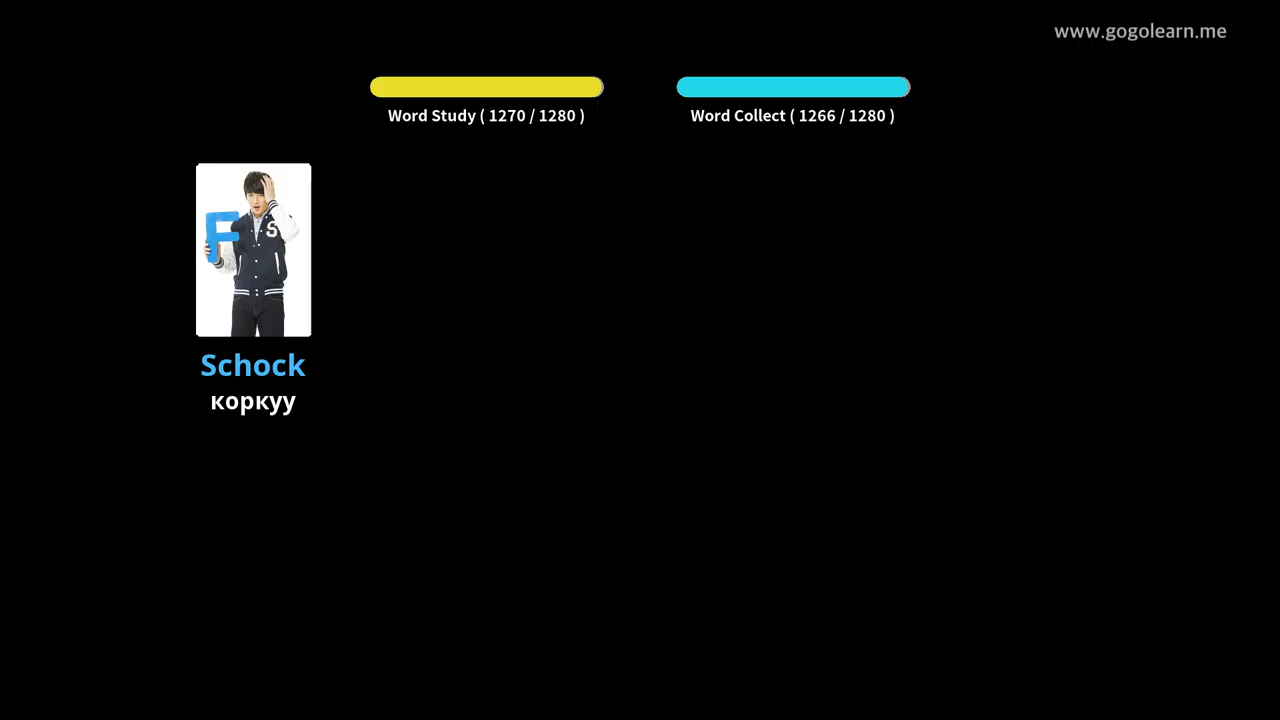 www.gogolearn.me
Word Study ( 1270 / 1280 )
Word Collect ( 1266 / 1280 )
F
S
Schock
коркуу